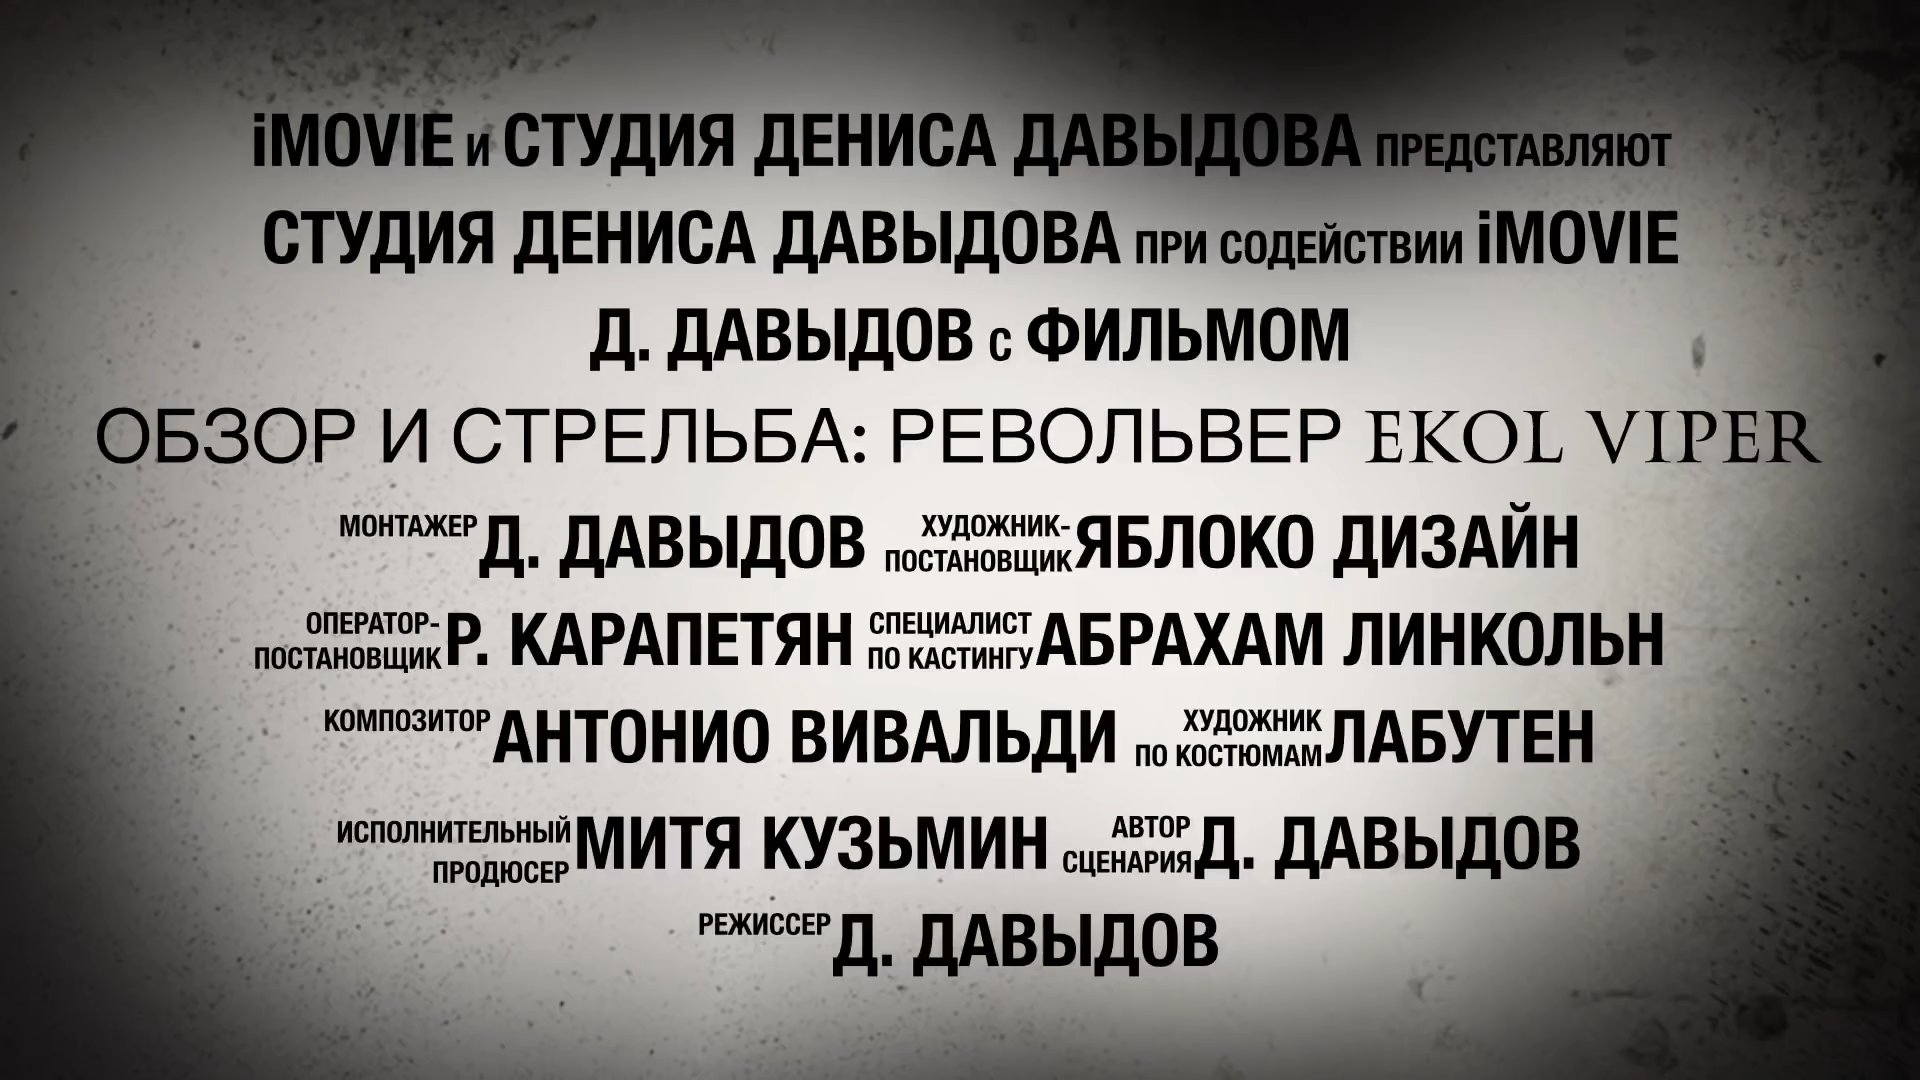 iMOVIE и СТУДИЯ ДЕНИСА ДАВЫДОВА ПРЕДСТАВЛЯЮТ
СТУДИЯ ДЕНИСА ДАВЫДОВА ПРИ СОДЕЙСТВИИ iMOVIE
Д. ДАВЫДОВ с ФИЛЬМОМ
ОБЗОР И СТРЕЛЬБА: РЕВОЛЬВЕР EKOL VIPER
МОНТАЖЕР Д. ДАВЫДОВ ХУДОЖНИК-ПОСТАНОВЩИК ЯБЛОКО ДИЗАЙН
ОПЕРАТОР-ПОСТАНОВЩИК Р. КАРАПЕТЯН СПЕЦИАЛИСТ ПО КАСТИНГУ АБРАХАМ ЛИНКОЛЬН
КОМПОЗИТОР АНТОНИО ВИВАЛЬДИ ХУДОЖНИК ПО КОСТЮМАМ ЛАБУТЕН
ИСПОЛНИТЕЛЬНЫЙ ПРОДЮСЕР МИТЯ КУЗЬМИН АВТОР СЦЕНАРИЯ Д. ДАВЫДОВ
РЕЖИССЕР Д. ДАВЫДОВ